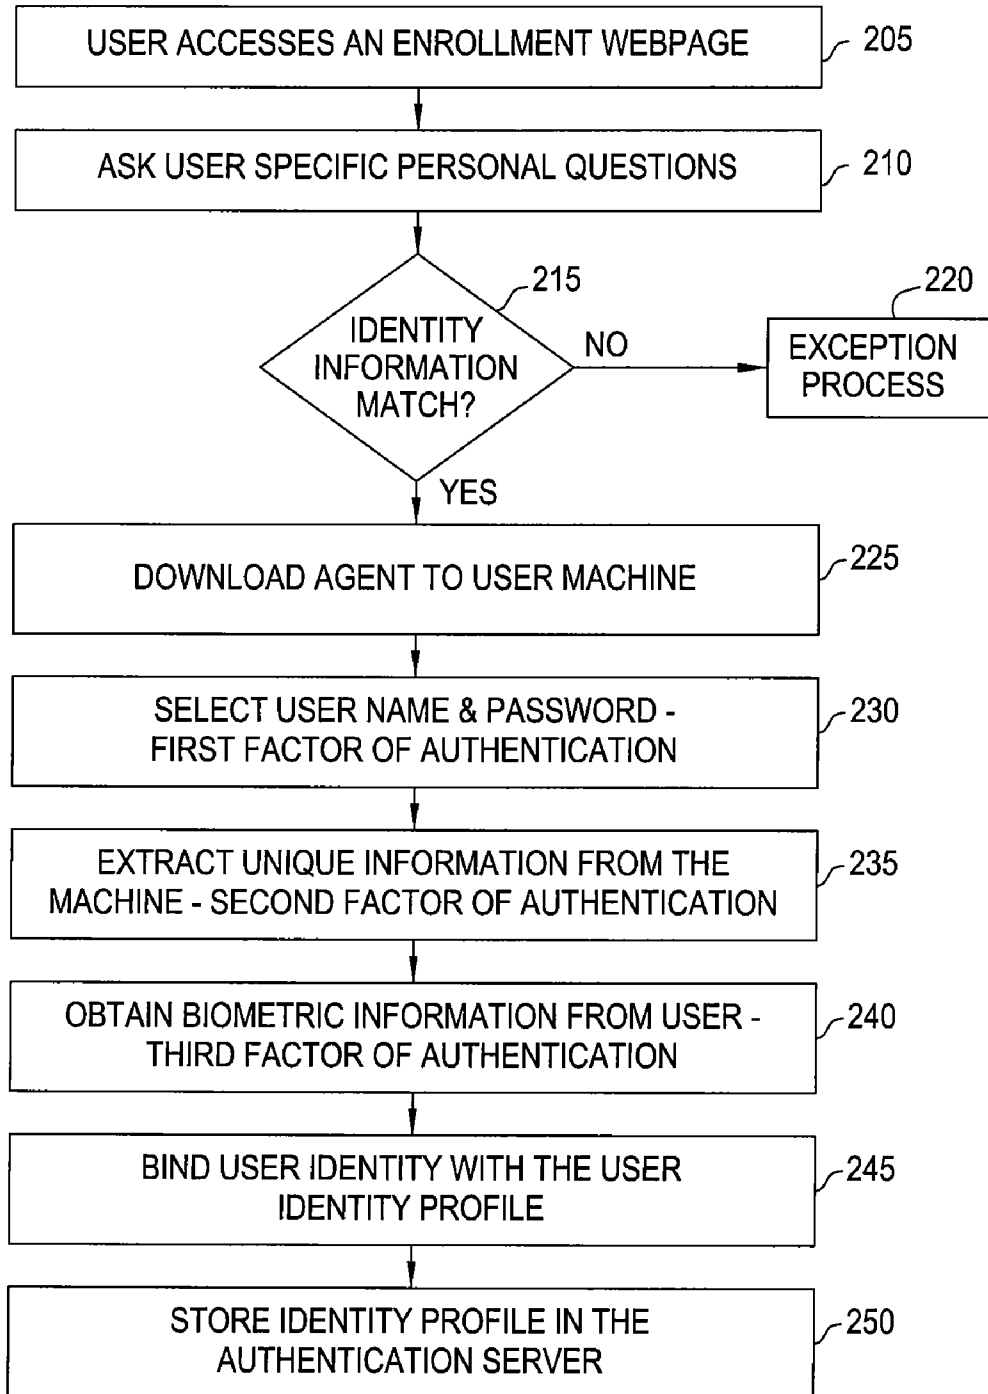 USER ACCESSES AN ENROLLMENT WEBPAGE
205
ASK USER SPECIFIC PERSONAL QUESTIONS
210
215
IDENTITY
INFORMATION
MATCH?
NO
220
EXCEPTION
PROCESS
YES
DOWNLOAD AGENT TO USER MACHINE
225
SELECT USER NAME & PASSWORD -
FIRST FACTOR OF AUTHENTICATION
230
EXTRACT UNIQUE INFORMATION FROM THE
MACHINE - SECOND FACTOR OF AUTHENTICATION
235
OBTAIN BIOMETRIC INFORMATION FROM USER -
THIRD FACTOR OF AUTHENTICATION
240
BIND USER IDENTITY WITH THE USER
IDENTITY PROFILE
245
STORE IDENTITY PROFILE IN THE
AUTHENTICATION SERVER
250